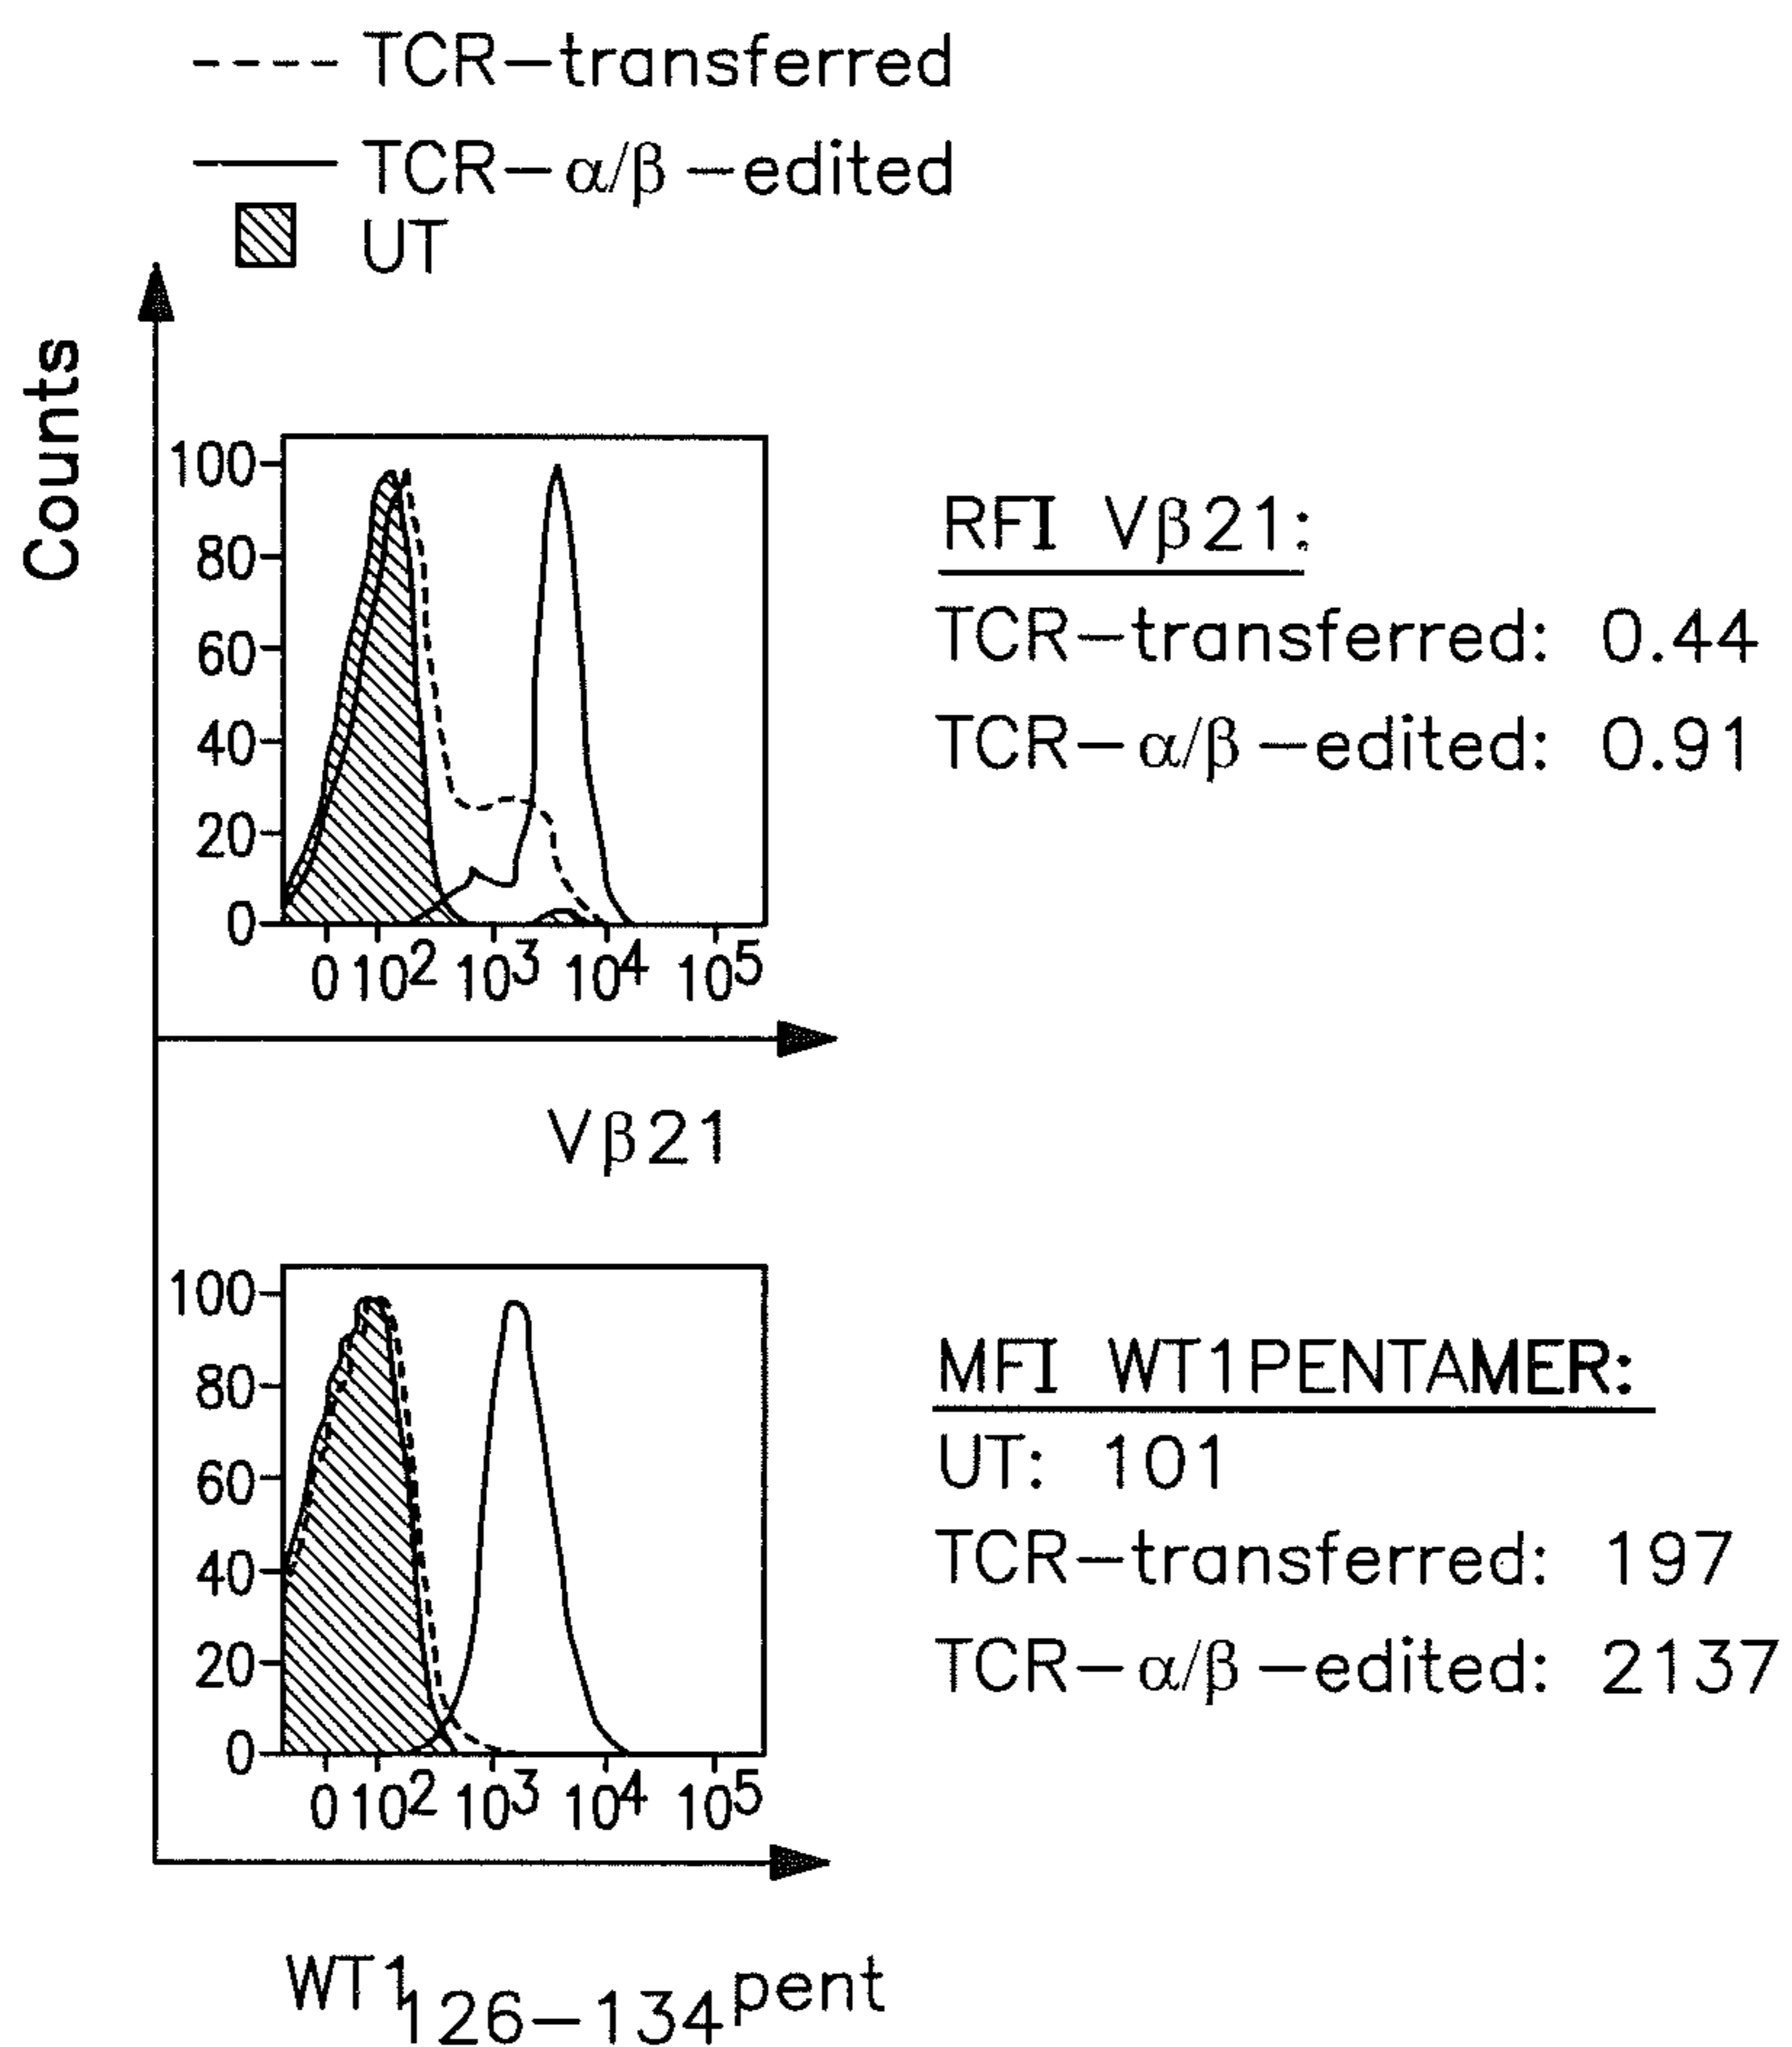 TCR-transferred
TCR-α/β-edited
UT
Counts
100
80
60
40
20
0
0 10² 10³ 10⁴ 10⁵
Vβ21
RFI Vβ21:
TCR-transferred: 0.44
TCR-α/β-edited: 0.91
100
80
60
40
20
0
0 10² 10³ 10⁴ 10⁵
WT1₁₂₆₋₁₃₄pent
MFI WT1PENTAMER:
UT: 101
TCR-transferred: 197
TCR-α/β-edited: 2137